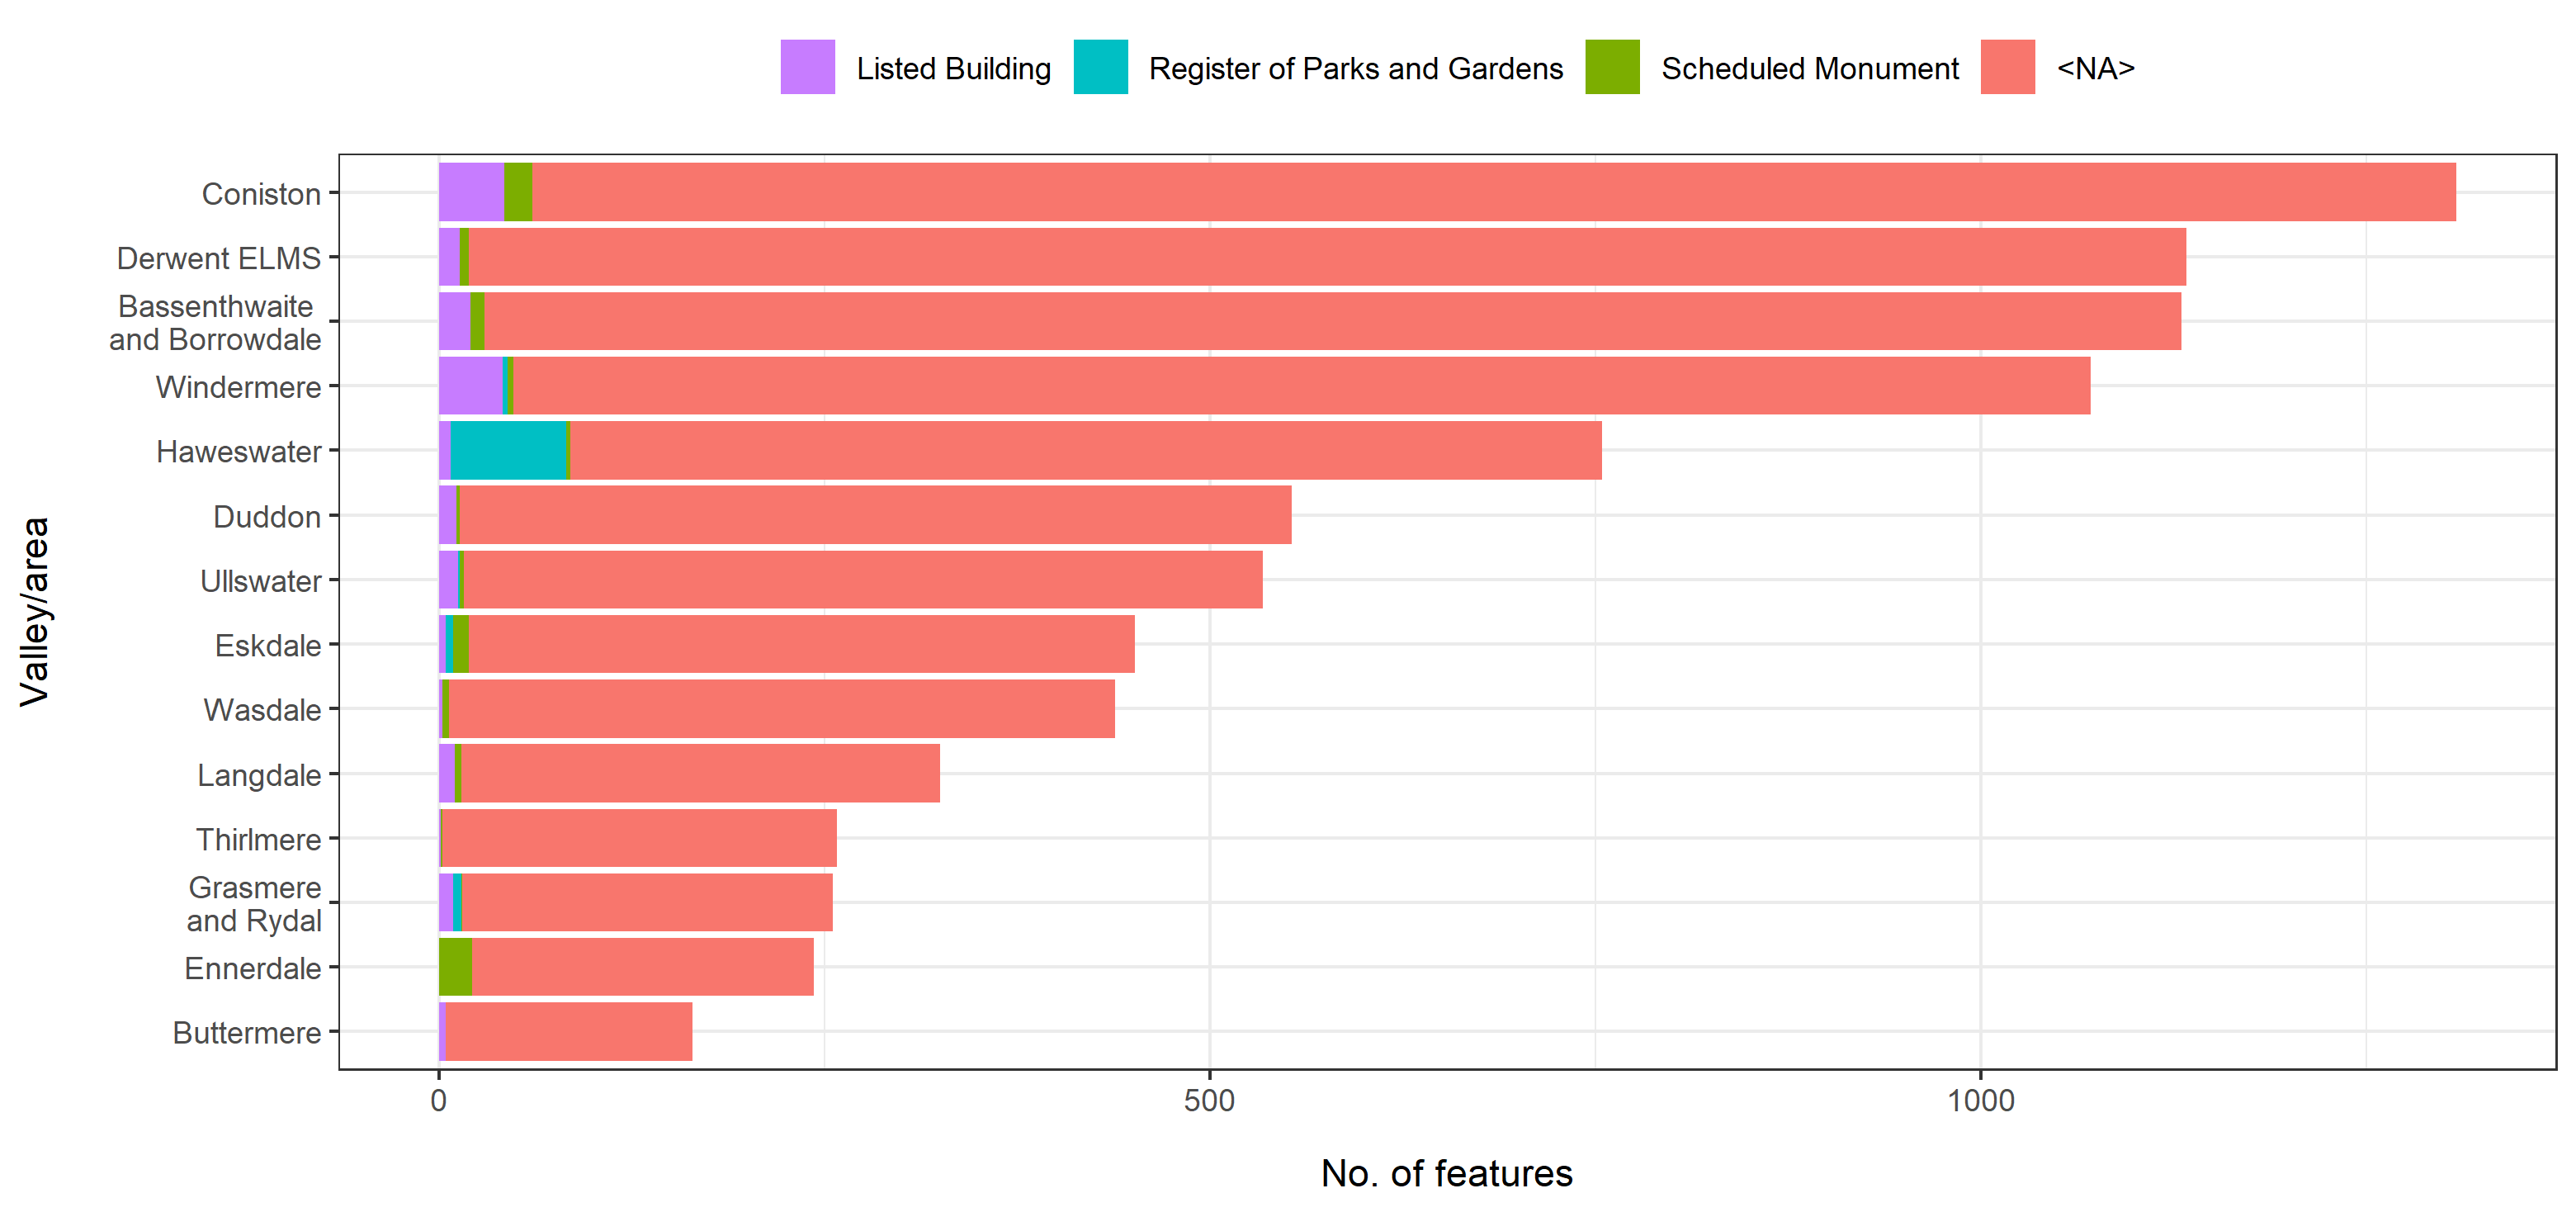 Listed Building
Register of Parks and Gardens
Scheduled Monument
<NA>
Valley/area
Coniston
Derwent ELMS
Bassenthwaite
and Borrowdale
Windermere
Haweswater
Duddon
Ullswater
Eskdale
Wasdale
Langdale
Thirlmere
Grasmere
and Rydal
Ennerdale
Buttermere
0
500
1000
No. of features